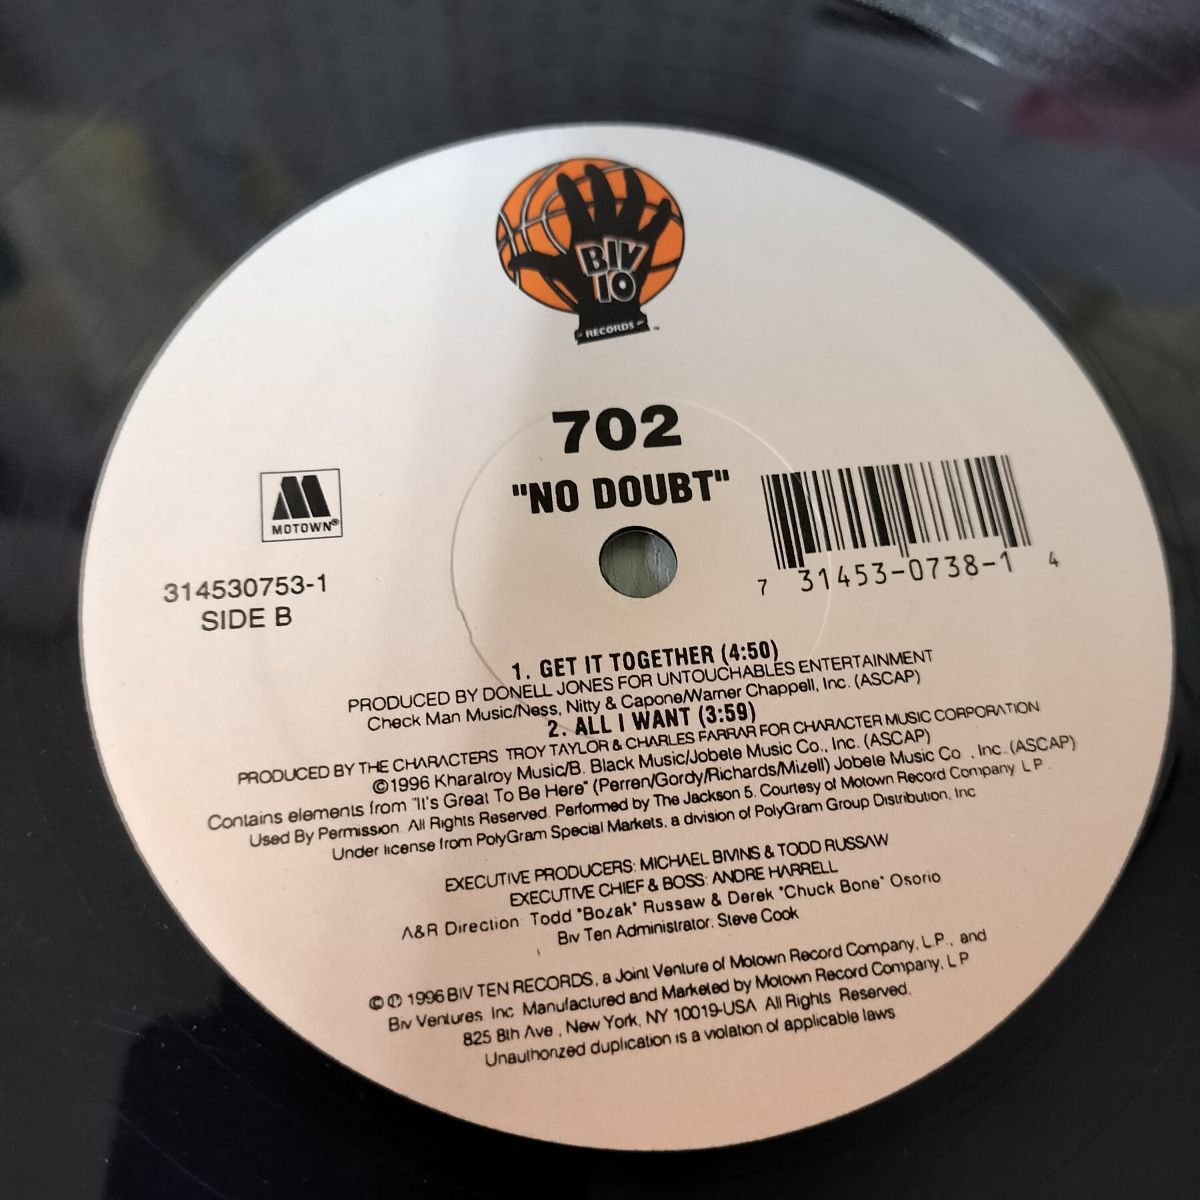 BIV
10
RECORDS ™
702
"NO DOUBT"
MOTOWN®
314530753-1
SIDE B
7 31453-0738-1 4
1. GET IT TOGETHER (4:50)
PRODUCED BY DONELL JONES FOR UNTOUCHABLES ENTERTAINMENT
Check Man Music/Ness, Nitty & Capone/Warner Chappell, Inc. (ASCAP)
2. ALL I WANT (3:59)
PRODUCED BY THE CHARACTERS TROY TAYLOR & CHARLES FARRAR FOR CHARACTER MUSIC CORPORATION
©1996 Kharatroy Music/B. Black Music/Jobete Music Co., Inc. (ASCAP)
Contains elements from "It's Great To Be Here" (Perren/Gordy/Richards/Mizell) Jobete Music Co., Inc. (ASCAP)
Used By Permission. All Rights Reserved. Performed by The Jackson 5. Courtesy of Motown Record Company L.P.
Under license from PolyGram Special Markets, a division of PolyGram Group Distribution, Inc
EXECUTIVE PRODUCERS: MICHAEL BIVINS & TODD RUSSAW
EXECUTIVE CHIEF & BOSS: ANDRE HARRELL
A&R Direction: Todd "Bozak" Russaw & Derek "Chuck Bone" Osorio
Biv Ten Administrator: Steve Cook
© ℗ 1996 BIV TEN RECORDS, a Joint Venture of Motown Record Company, L.P., and
Biv Ventures, Inc. Manufactured and Marketed by Motown Record Company, L.P
825 8th Ave., New York, NY 10019-USA All Rights Reserved.
Unauthorized duplication is a violation of applicable laws.